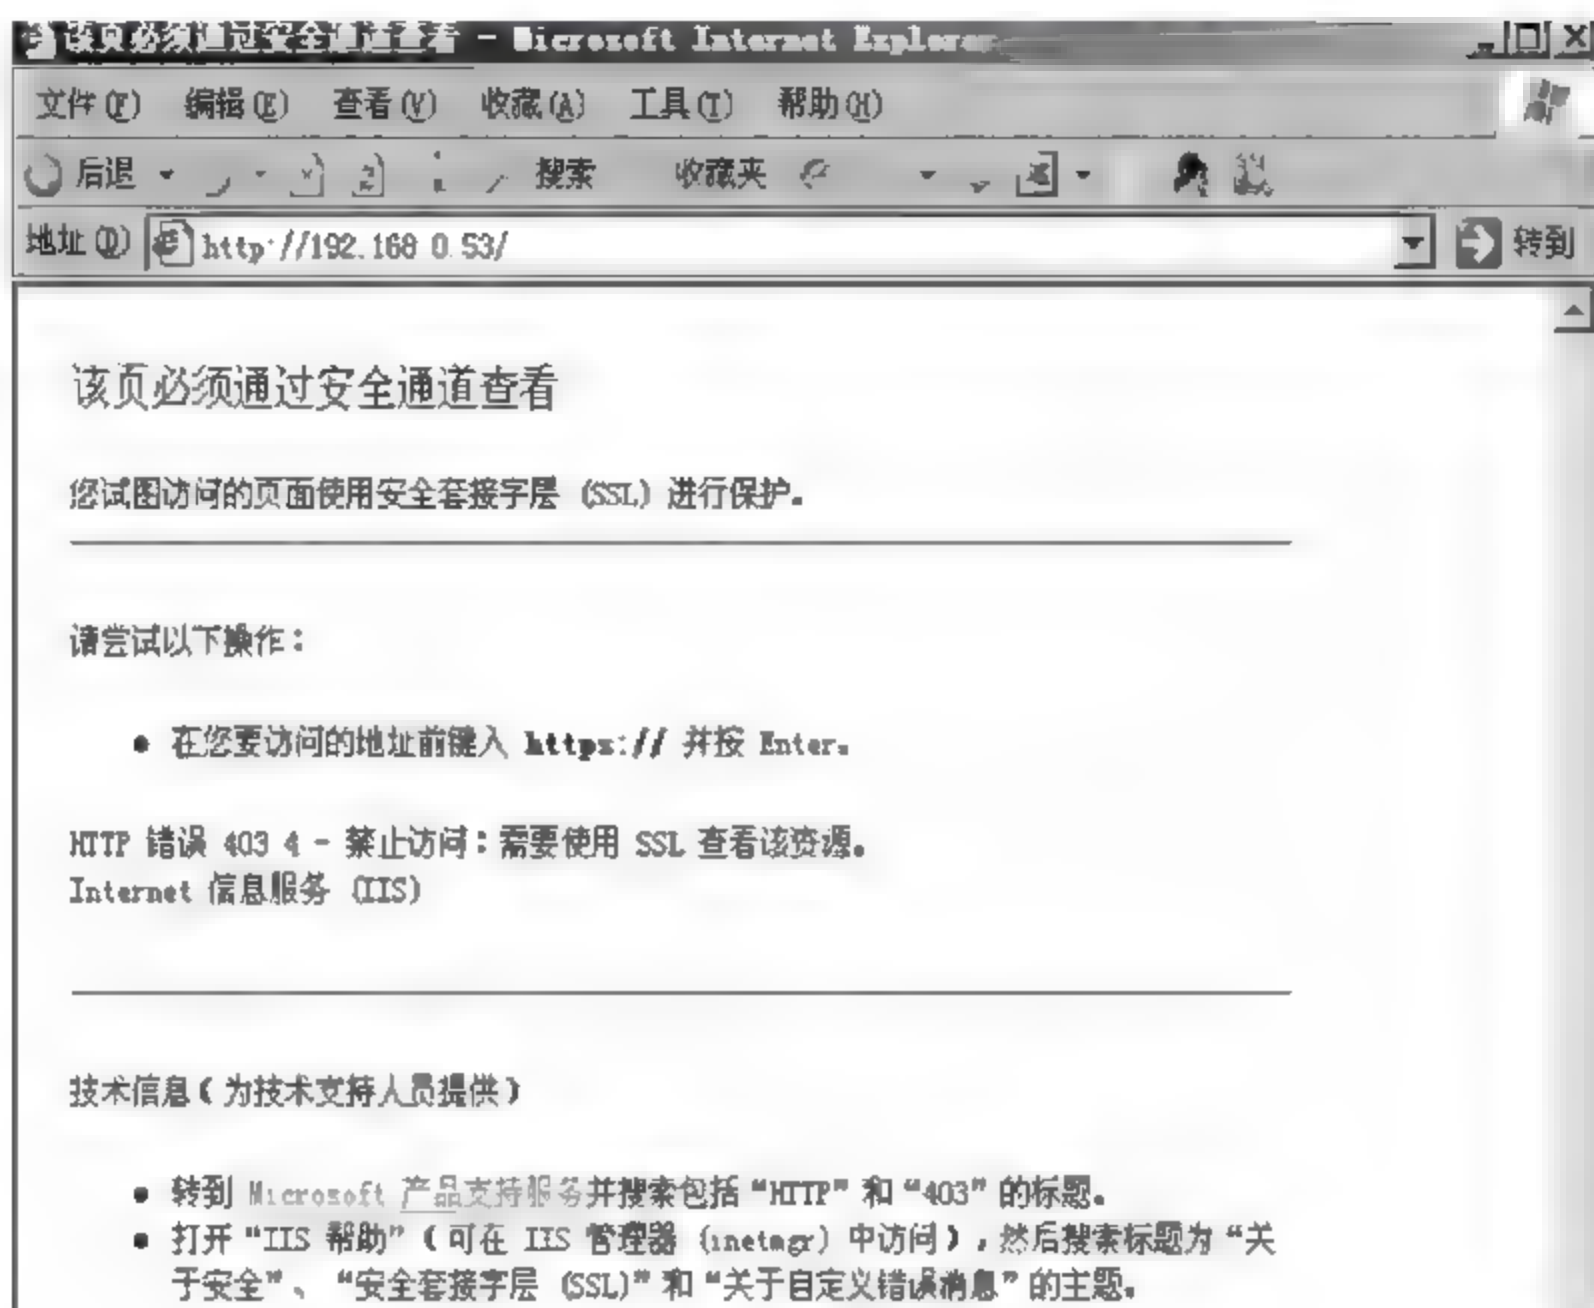 该页必须通过安全通道查看 - Microsoft Internet Explorer
文件(F) 编辑(E) 查看(V) 收藏(A) 工具(T) 帮助(H)
后退 搜索 收藏夹
地址(D) http://192.168.0.53/ 转到
该页必须通过安全通道查看
您试图访问的页面使用安全套接字层 (SSL) 进行保护。
请尝试以下操作：
● 在您要访问的地址前键入 https:// 并按 Enter。
HTTP 错误 403.4 - 禁止访问：需要使用 SSL 查看该资源。
Internet 信息服务 (IIS)
技术信息（为技术支持人员提供）
● 转到 Microsoft 产品支持服务并搜索包括“HTTP”和“403”的标题。
● 打开“IIS 帮助”（可在 IIS 管理器 (inetmgr) 中访问），然后搜索标题为“关
于安全”、“安全套接字层 (SSL)”和“关于自定义错误消息”的主题。